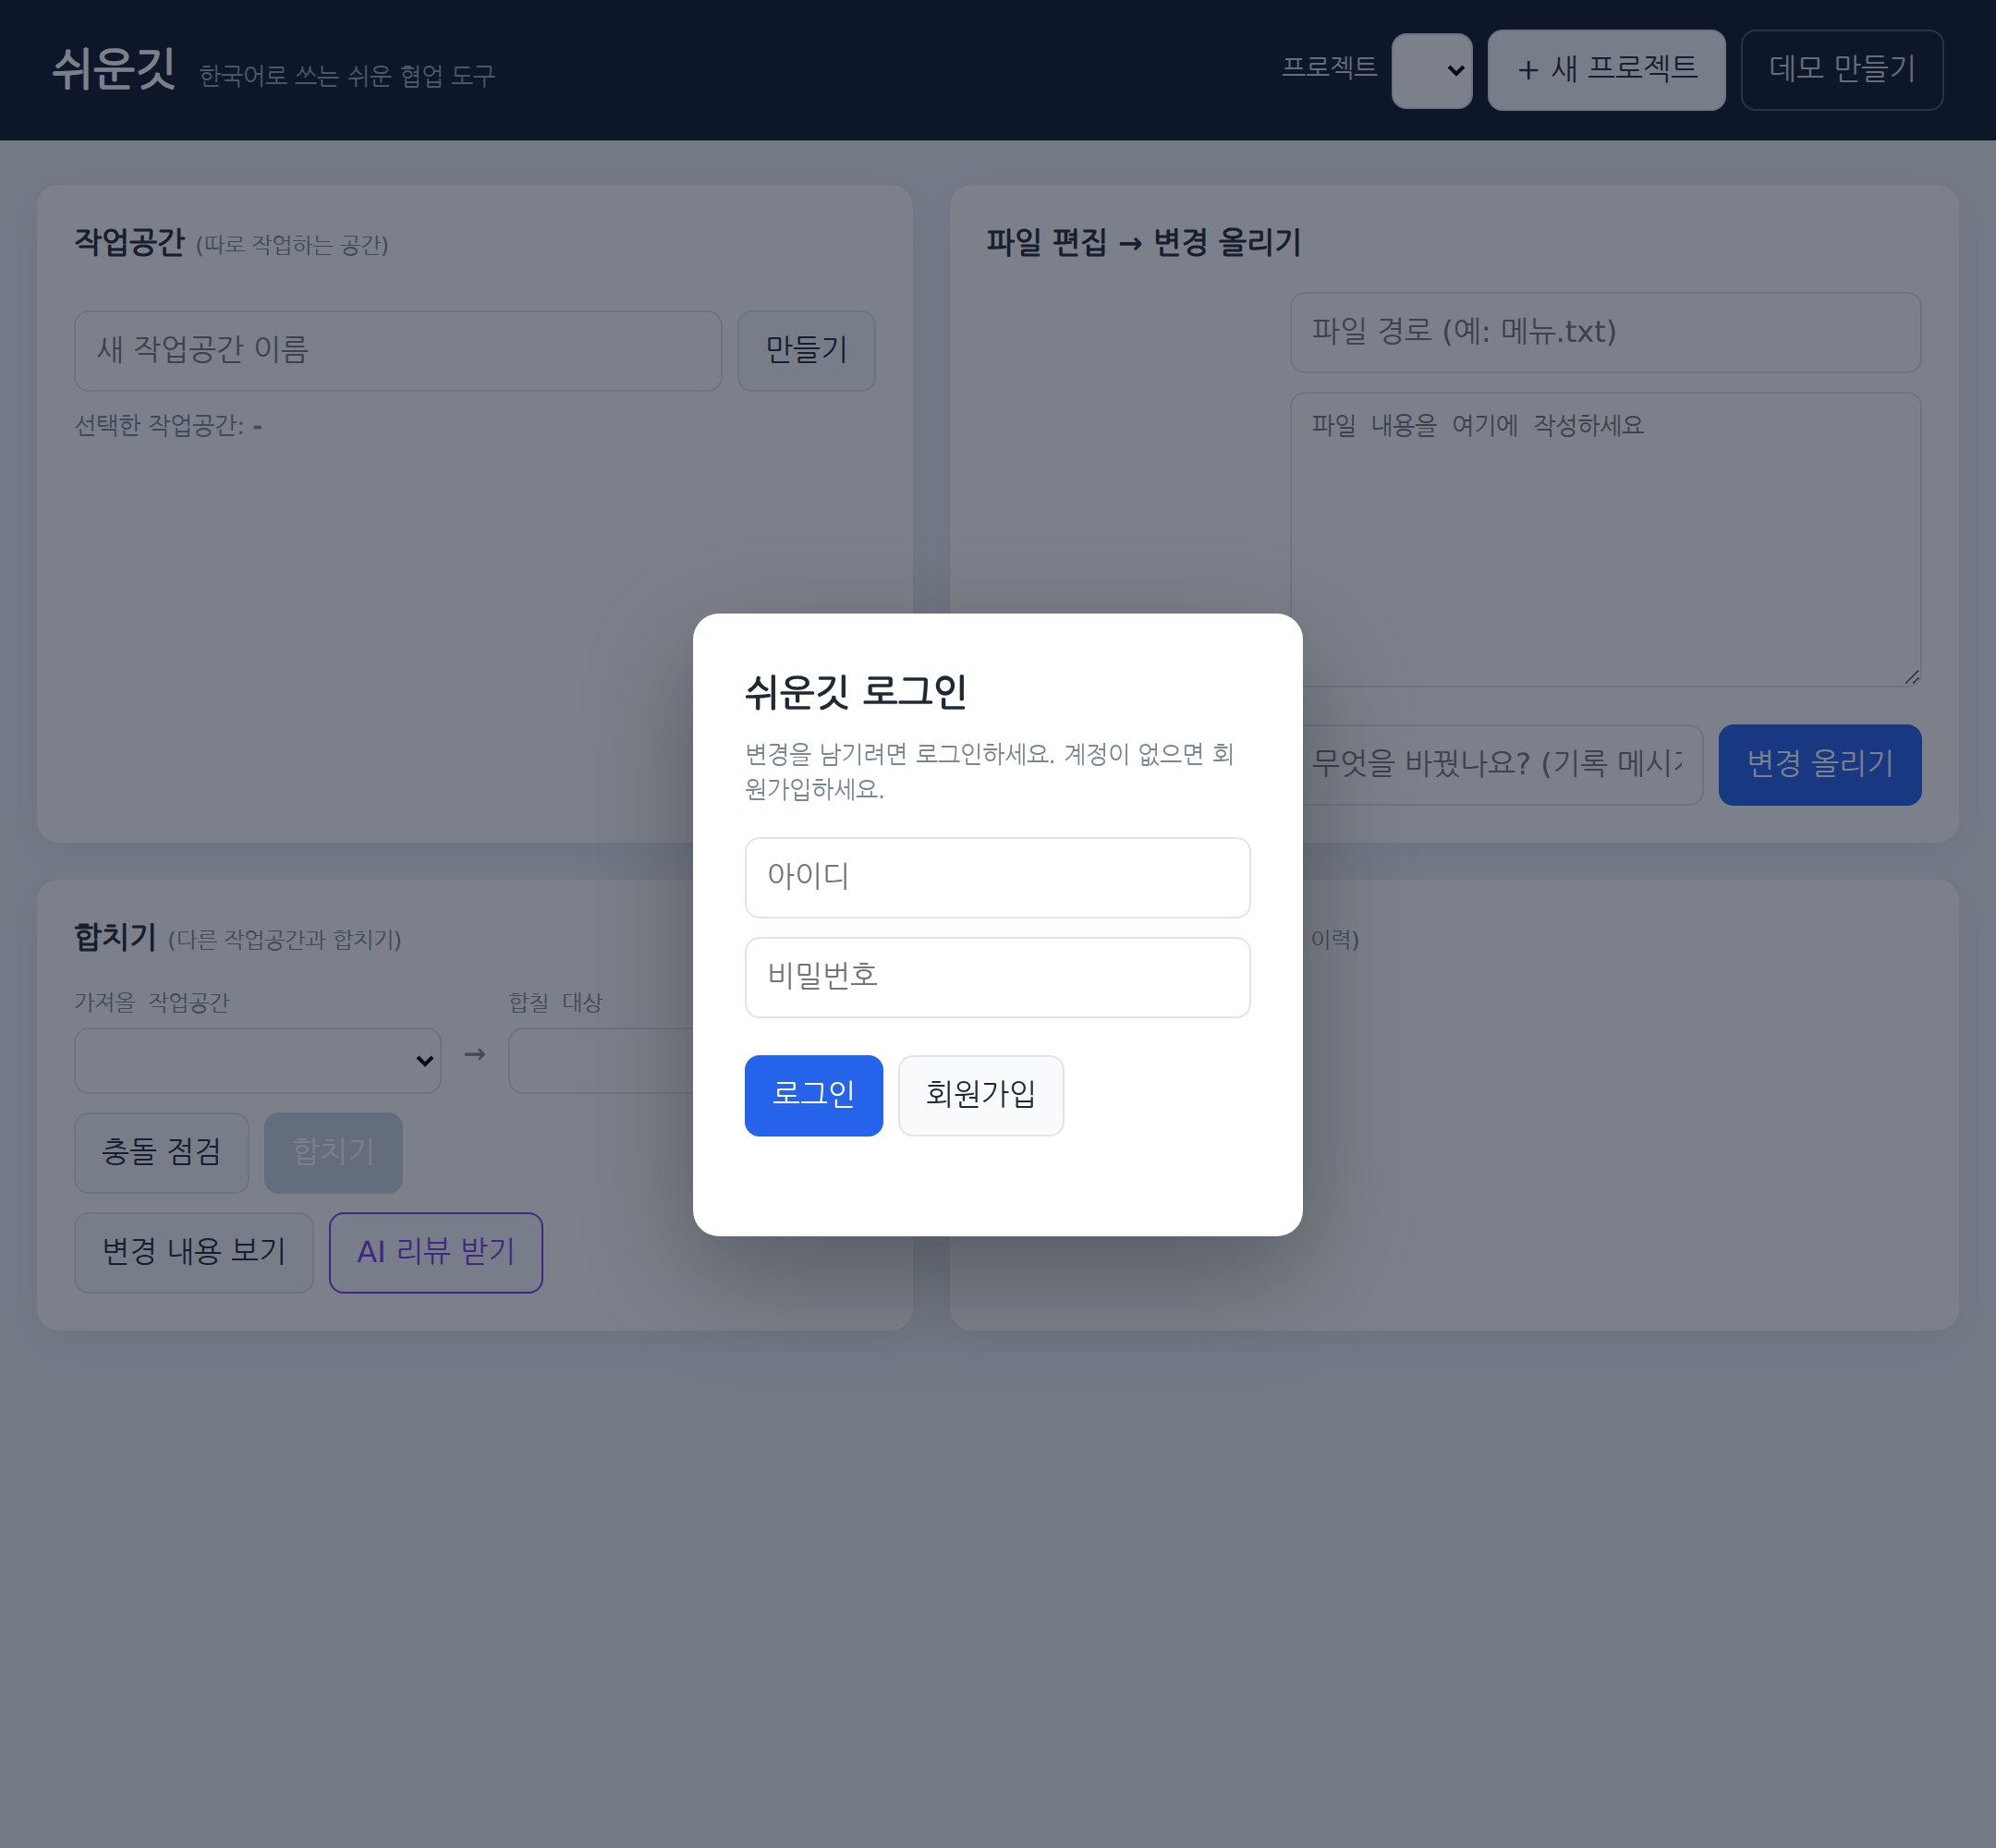 쉬운깃 한국어로 쓰는 쉬운 협업 도구
프로젝트 + 새 프로젝트 데모 만들기
작업공간 (따로 작업하는 공간)
새 작업공간 이름 만들기
선택한 작업공간: -
파일 편집 → 변경 올리기
파일 경로 (예: 메뉴.txt)
파일 내용을 여기에 작성하세요
무엇을 바꿨나요? (기록 메시 변경 올리기
쉬운깃 로그인
변경을 남기려면 로그인하세요. 계정이 없으면 회
원가입하세요.
아이디
비밀번호
로그인 회원가입
합치기 (다른 작업공간과 합치기)
가져올 작업공간 합칠 대상
→
충돌 점검 합치기
변경 내용 보기 AI 리뷰 받기
이력)